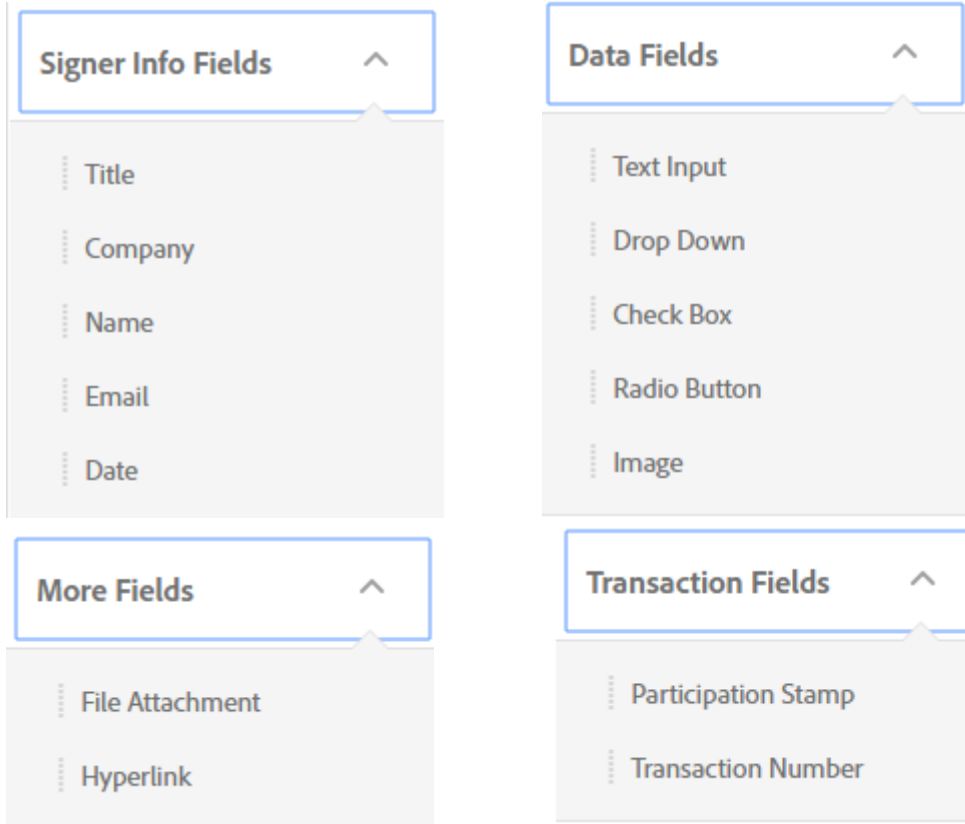 Signer Info Fields
Title
Company
Name
Email
Date
Data Fields
Text Input
Drop Down
Check Box
Radio Button
Image
More Fields
File Attachment
Hyperlink
Transaction Fields
Participation Stamp
Transaction Number